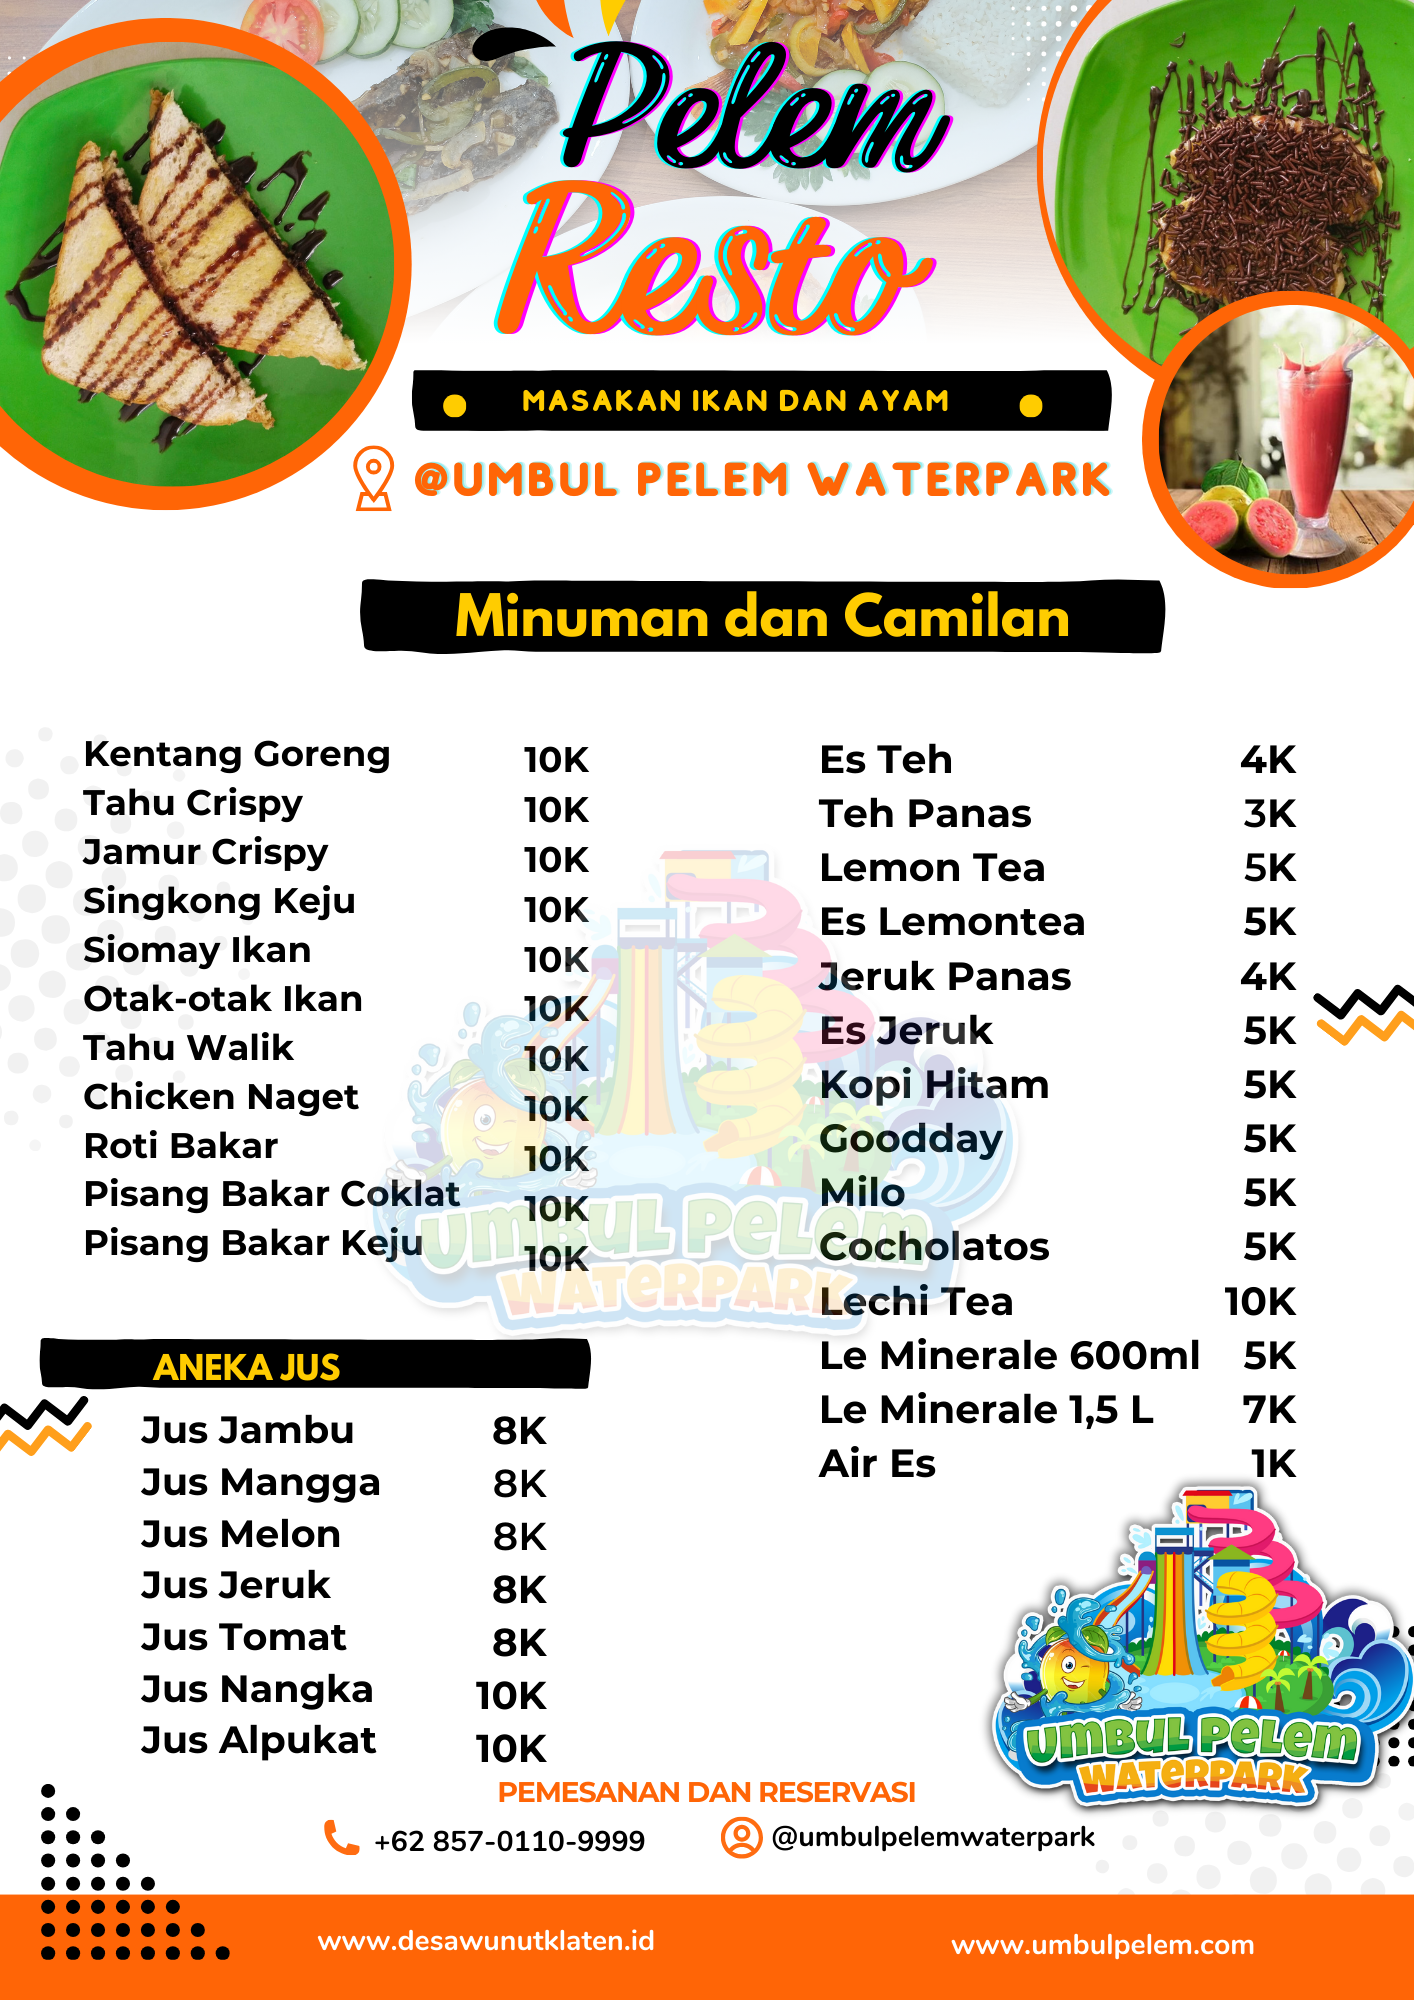 Pelem
Resto
MASAKAN IKAN DAN AYAM
@UMBUL PELEM WATERPARK
Minuman dan Camilan
Kentang Goreng 10K
Tahu Crispy 10K
Jamur Crispy 10K
Singkong Keju 10K
Siomay Ikan 10K
Otak-otak Ikan 10K
Tahu Walik 10K
Chicken Naget 10K
Roti Bakar 10K
Pisang Bakar Coklat 10K
Pisang Bakar Keju 10K
ANEKA JUS
Jus Jambu 8K
Jus Mangga 8K
Jus Melon 8K
Jus Jeruk 8K
Jus Tomat 8K
Jus Nangka 10K
Jus Alpukat 10K
Es Teh 4K
Teh Panas 3K
Lemon Tea 5K
Es Lemontea 5K
Jeruk Panas 4K
Es Jeruk 5K
Kopi Hitam 5K
Goodday 5K
Milo 5K
Cocholatos 5K
Lechi Tea 10K
Le Minerale 600ml 5K
Le Minerale 1,5 L 7K
Air Es 1K
UMBUL PELEM
WATERPARK
UMBUL PELEM
WATERPARK
PEMESANAN DAN RESERVASI
+62 857-0110-9999
@umbulpelemwaterpark
www.desawunutklaten.id
www.umbulpelem.com